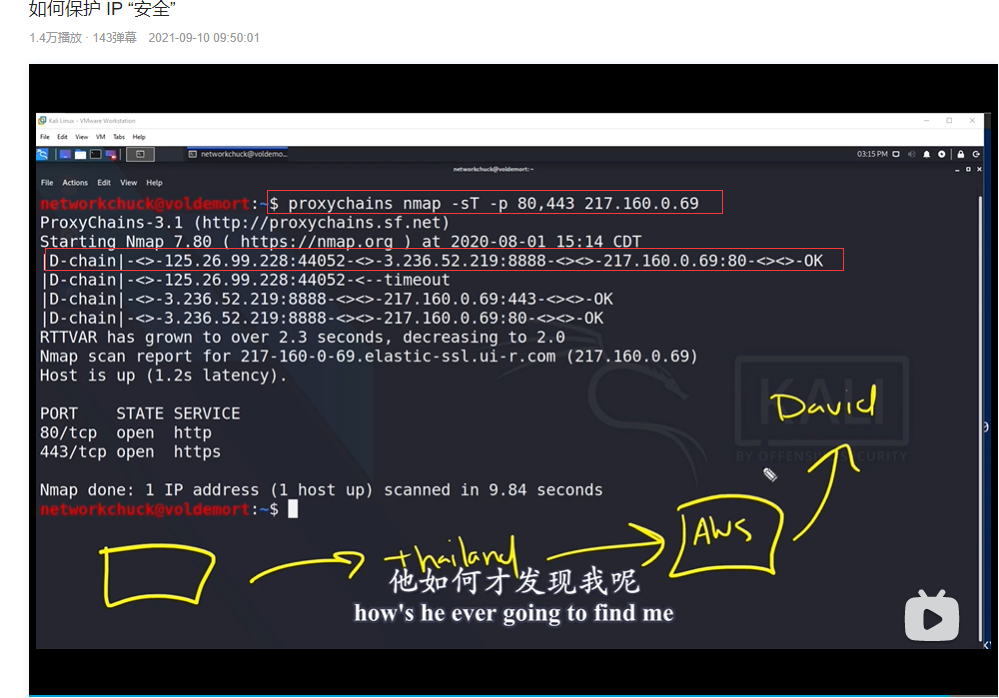 如何保护 IP “安全”
1.4万播放 · 143弹幕 2021-09-10 09:50:01
Kali Linux - VMware Workstation
File Edit View VM Tabs Help
networkchuck@voldemo... 03:15 PM
networkchuck@voldemort: ~
File Actions Edit View Help
networkchuck@voldemort:~$ proxychains nmap -sT -p 80,443 217.160.0.69
ProxyChains-3.1 (http://proxychains.sf.net)
Starting Nmap 7.80 ( https://nmap.org ) at 2020-08-01 15:14 CDT
|D-chain|-<>-125.26.99.228:44052-<>-3.236.52.219:8888-<><>-217.160.0.69:80-<><>-OK
|D-chain|-<>-125.26.99.228:44052-<--timeout
|D-chain|-<>-3.236.52.219:8888-<><>-217.160.0.69:443-<><>-OK
|D-chain|-<>-3.236.52.219:8888-<><>-217.160.0.69:80-<><>-OK
RTTVAR has grown to over 2.3 seconds, decreasing to 2.0
Nmap scan report for 217-160-0-69.elastic-ssl.ui-r.com (217.160.0.69)
Host is up (1.2s latency).
PORT STATE SERVICE
80/tcp open http
443/tcp open https
Nmap done: 1 IP address (1 host up) scanned in 9.84 seconds
networkchuck@voldemort:~$
KALI
BY OFFENSIVE SECURITY
David
AWS
thailand
他如何才发现我呢
how's he ever going to find me